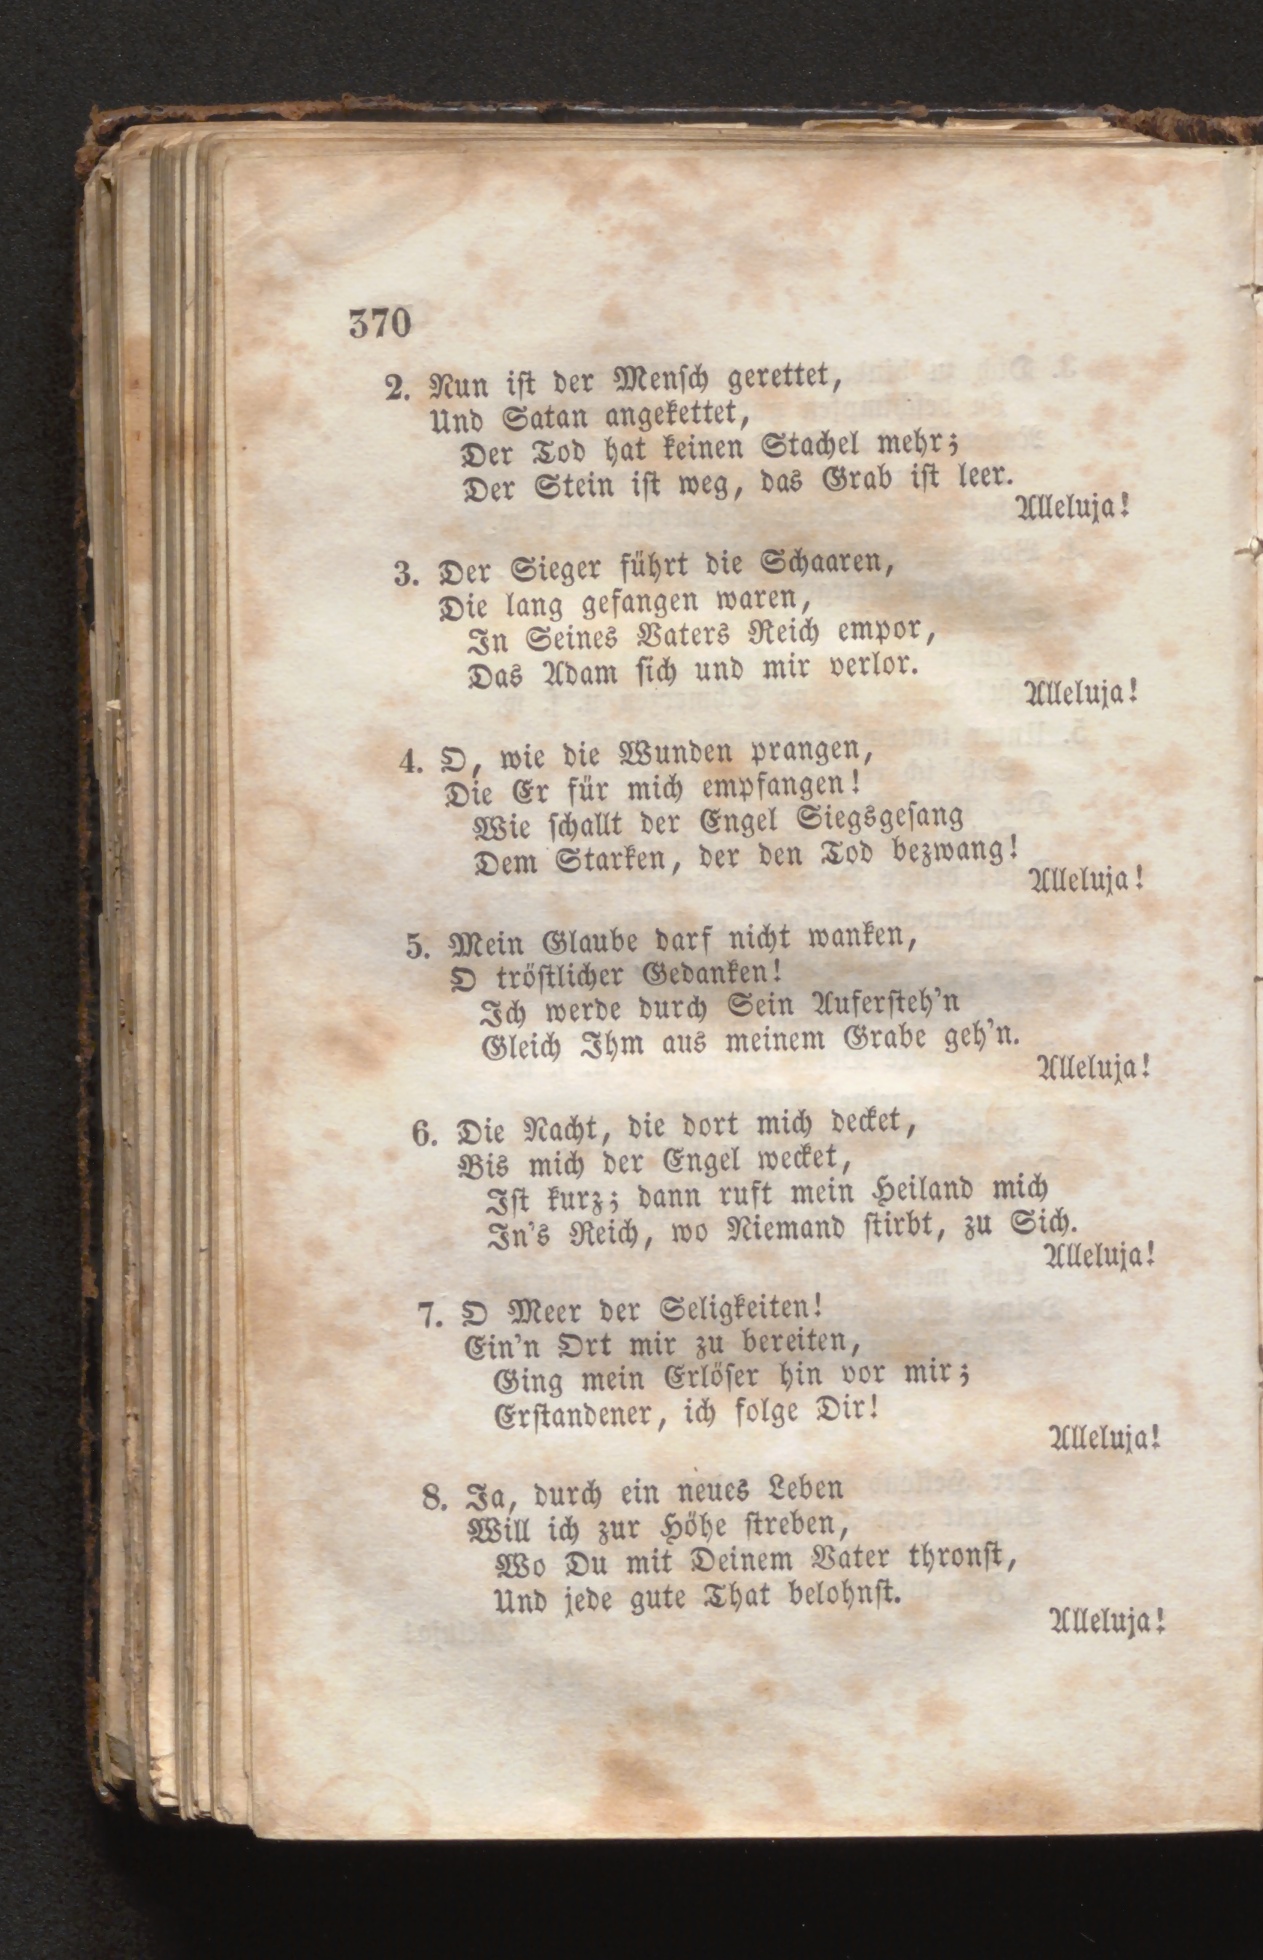 370
2. Nun iſt der Menſch gerettet,
Und Satan angekettet,
Der Tod hat keinen Stachel mehr;
Der Stein iſt weg, das Grab iſt leer.
Alleluja!
3. Der Sieger führt die Schaaren,
Die lang gefangen waren,
In Seines Vaters Reich empor,
Das Adam ſich und mir verlor.
Alleluja!
4. O, wie die Wunden prangen,
Die Er für mich empfangen!
Wie ſchallt der Engel Siegsgeſang
Dem Starken, der den Tod bezwang!
Alleluja!
5. Mein Glaube darf nicht wanken,
O tröſtlicher Gedanken!
Ich werde durch Sein Auferſteh'n
Gleich Ihm aus meinem Grabe geh'n.
Alleluja!
6. Die Nacht, die dort mich decket,
Bis mich der Engel wecket,
Iſt kurz; dann ruft mein Heiland mich
In's Reich, wo Niemand ſtirbt, zu Sich.
Alleluja!
7. O Meer der Seligkeiten!
Ein'n Ort mir zu bereiten,
Ging mein Erlöſer hin vor mir;
Erſtandener, ich folge Dir!
Alleluja!
8. Ja, durch ein neues Leben
Will ich zur Höhe ſtreben,
Wo Du mit Deinem Vater thronſt,
Und jede gute That belohnſt.
Alleluja!